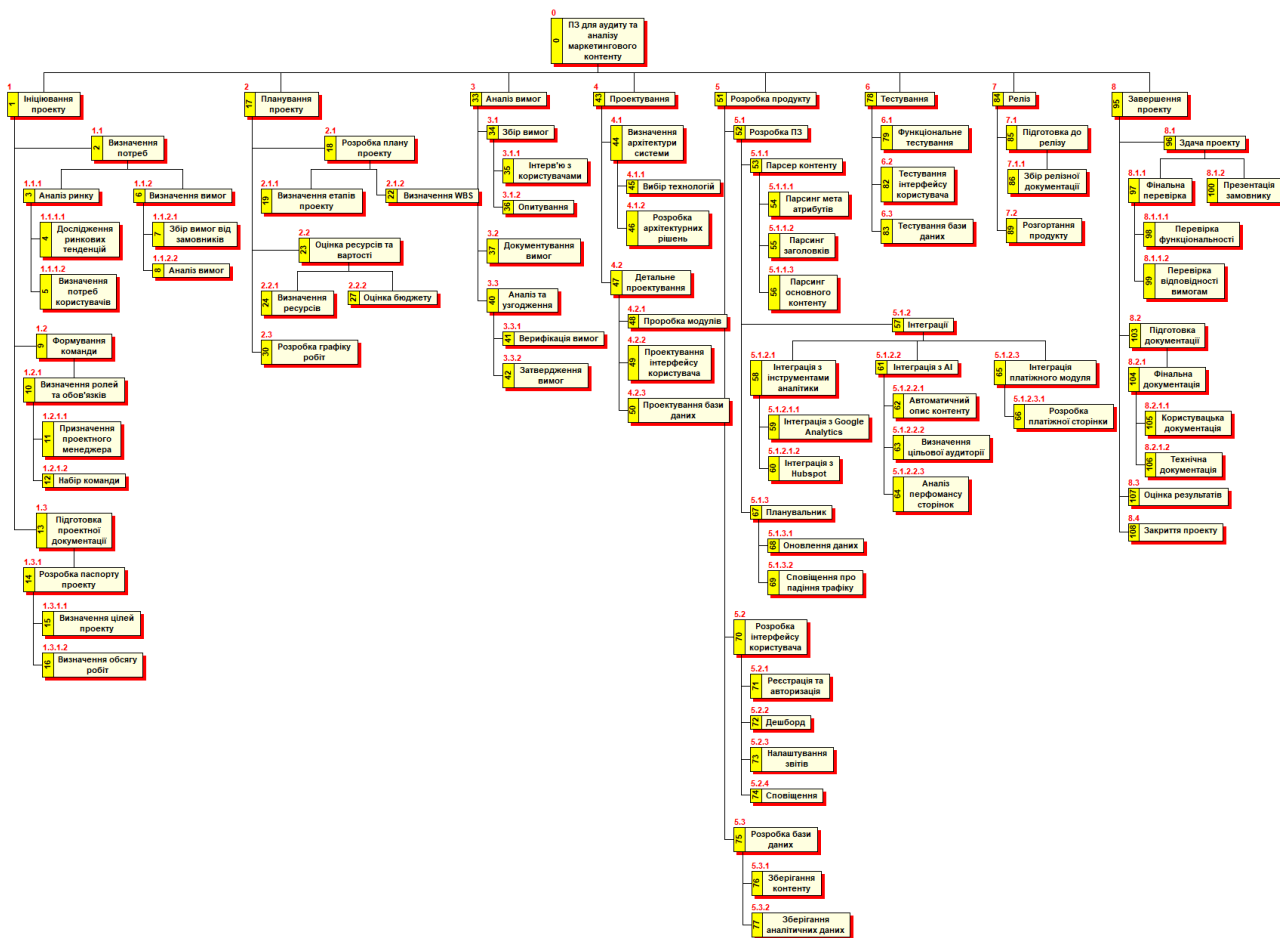 0
0
ПЗ для аудиту та
аналізу
маркетингового
контенту
1
1
Ініціювання
проекту
1.1
2
Визначення
потреб
1.1.1
3
Аналіз ринку
1.1.1.1
4
Дослідження
ринкових
тенденцій
1.1.1.2
5
Визначення
потреб
користувачів
1.1.2
6
Визначення вимог
1.1.2.1
7
Збір вимог від
замовників
1.1.2.2
8
Аналіз вимог
1.2
9
Формування
команди
1.2.1
10
Визначення ролей
та обов'язків
1.2.1.1
11
Призначення
проектного
менеджера
1.2.1.2
12
Набір команди
1.3
13
Підготовка
проектної
документації
1.3.1
14
Розробка паспорту
проекту
1.3.1.1
15
Визначення цілей
проекту
1.3.1.2
16
Визначення обсягу
робіт
2
17
Планування
проекту
2.1
18
Розробка плану
проекту
2.1.1
19
Визначення етапів
проекту
2.1.2
22
Визначення WBS
2.2
23
Оцінка ресурсів та
вартості
2.2.1
24
Визначення
ресурсів
2.2.2
27
Оцінка бюджету
2.3
30
Розробка графіку
робіт
3
33
Аналіз вимог
3.1
34
Збір вимог
3.1.1
35
Інтерв'ю з
користувачами
3.1.2
36
Опитування
3.2
37
Документування
вимог
3.3
40
Аналіз та
узгодження
3.3.1
41
Верифікація вимог
3.3.2
42
Затвердження
вимог
4
43
Проектування
4.1
44
Визначення
архітектури
системи
4.1.1
45
Вибір технологій
4.1.2
46
Розробка
архітектурних
рішень
4.2
47
Детальне
проектування
4.2.1
48
Проробка модулів
4.2.2
49
Проектування
інтерфейсу
користувача
4.2.3
50
Проектування бази
даних
5
51
Розробка продукту
5.1
52
Розробка ПЗ
5.1.1
53
Парсер контенту
5.1.1.1
54
Парсинг мета
атрибутів
5.1.1.2
55
Парсинг
заголовків
5.1.1.3
56
Парсинг
основного
контенту
5.1.2
57
Інтеграції
5.1.2.1
58
Інтеграція з
інструментами
аналітики
5.1.2.1.1
59
Інтеграція з Google
Analytics
5.1.2.1.2
60
Інтеграція з
Hubspot
5.1.2.2
61
Інтеграція з AI
5.1.2.2.1
62
Автоматичний
опис контенту
5.1.2.2.2
63
Визначення
цільової аудиторії
5.1.2.2.3
64
Аналіз
перфомансу
сторінок
5.1.2.3
65
Інтеграція
платіжного модуля
5.1.2.3.1
66
Розробка
платіжної сторінки
5.1.3
67
Планувальник
5.1.3.1
68
Оновлення даних
5.1.3.2
69
Сповіщення про
падіння трафіку
5.2
70
Розробка
інтерфейсу
користувача
5.2.1
71
Реєстрація та
авторизація
5.2.2
72
Дешборд
5.2.3
73
Налаштування
звітів
5.2.4
74
Сповіщення
5.3
75
Розробка бази
даних
5.3.1
76
Зберігання
контенту
5.3.2
77
Зберігання
аналітичних даних
6
78
Тестування
6.1
79
Функціональне
тестування
6.2
82
Тестування
інтерфейсу
користувача
6.3
83
Тестування бази
даних
7
84
Реліз
7.1
85
Підготовка до
релізу
7.1.1
86
Збір релізної
документації
7.2
89
Розгортання
продукту
8
95
Завершення
проекту
8.1
96
Здача проекту
8.1.1
97
Фінальна
перевірка
8.1.1.1
98
Перевірка
функціональності
8.1.1.2
99
Перевірка
відповідності
вимогам
8.1.2
100
Презентація
замовнику
8.2
103
Підготовка
документації
8.2.1
104
Фінальна
документація
8.2.1.1
105
Користувацька
документація
8.2.1.2
106
Технічна
документація
8.3
107
Оцінка результатів
8.4
108
Закриття проекту